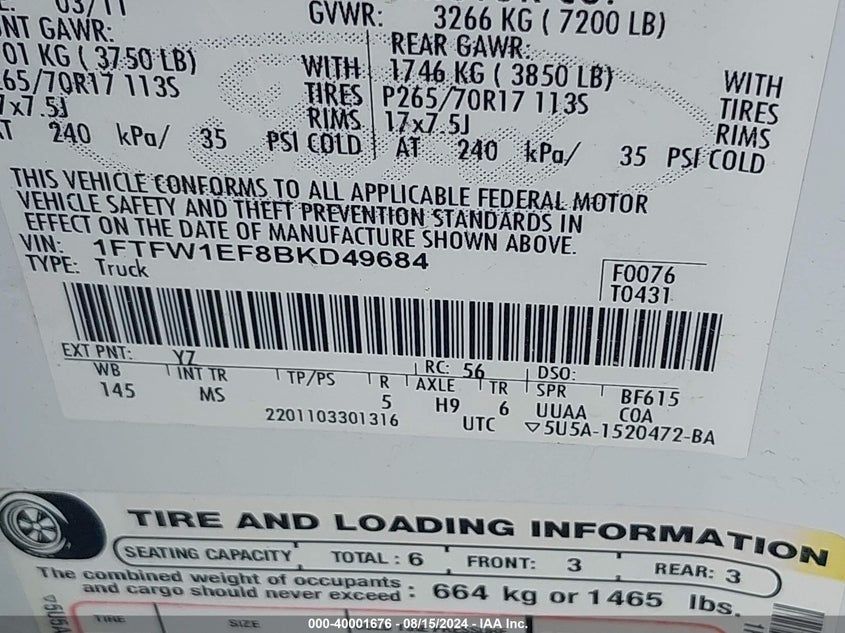 03/11
GVWR: 3266 KG ( 7200 LB)
NT GAWR:
01 KG ( 3750 LB) WITH
265/70R17 113S TIRES
7x7.5J RIMS
AT 240 kPa/ 35 PSI COLD
REAR GAWR:
1746 KG ( 3850 LB) WITH
P265/70R17 113S TIRES
17x7.5J RIMS
AT 240 kPa/ 35 PSI COLD
THIS VEHICLE CONFORMS TO ALL APPLICABLE FEDERAL MOTOR
VEHICLE SAFETY AND THEFT PREVENTION STANDARDS IN
EFFECT ON THE DATE OF MANUFACTURE SHOWN ABOVE.
VIN: 1FTFW1EF8BKD49684
TYPE: Truck
F0076
T0431
EXT PNT: YZ RC: 56 DSO:
WB INT TR TP/PS R AXLE TR SPR BF615
145 MS 5 H9 6 UUAA COA
2201103301316 UTC ▽5U5A-1520472-BA
TIRE AND LOADING INFORMATION
SEATING CAPACITY TOTAL : 6 FRONT: 3 REAR: 3
The combined weight of occupants
and cargo should never exceed : 664 kg or 1465 lbs.
TIRE SIZE
000-40001676 - 08/15/2024 - IAA Inc.